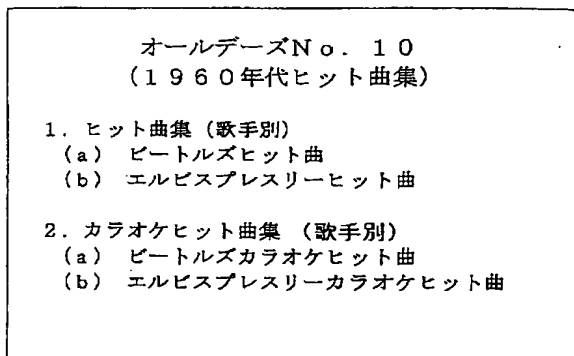 オールデーズNo.10
(1960年代ヒット曲集)
1.ヒット曲集(歌手別)
(a) ビートルズヒット曲
(b) エルビスプレスリーヒット曲
2.カラオケヒット曲集 (歌手別)
(a) ビートルズカラオケヒット曲
(b) エルビスプレスリーカラオケヒット曲